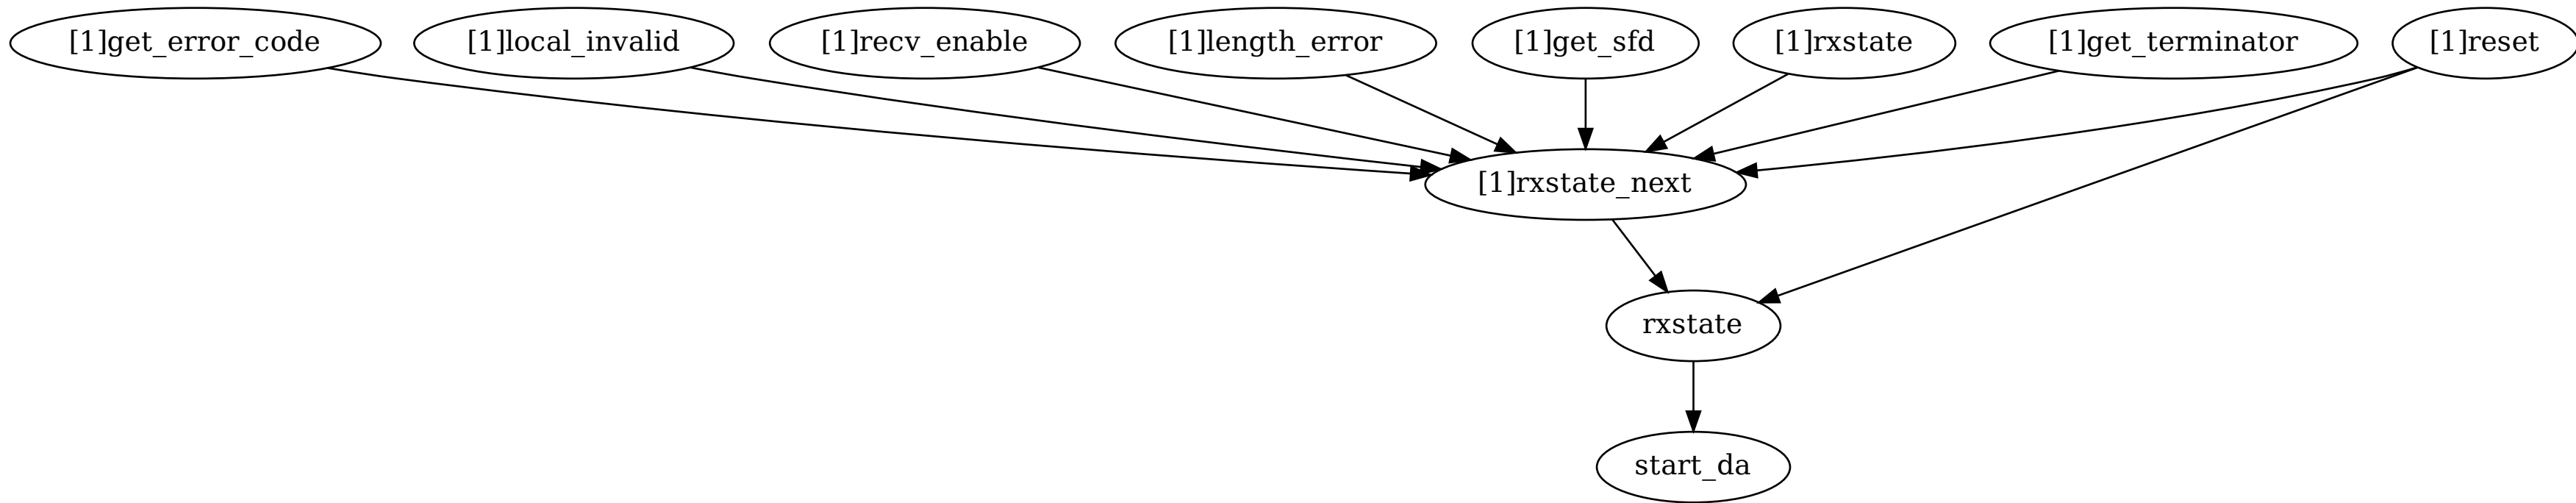 [1]get_error_code
[1]local_invalid
[1]recv_enable
[1]length_error
[1]get_sfd
[1]rxstate
[1]get_terminator
[1]reset
[1]rxstate_next
rxstate
start_da